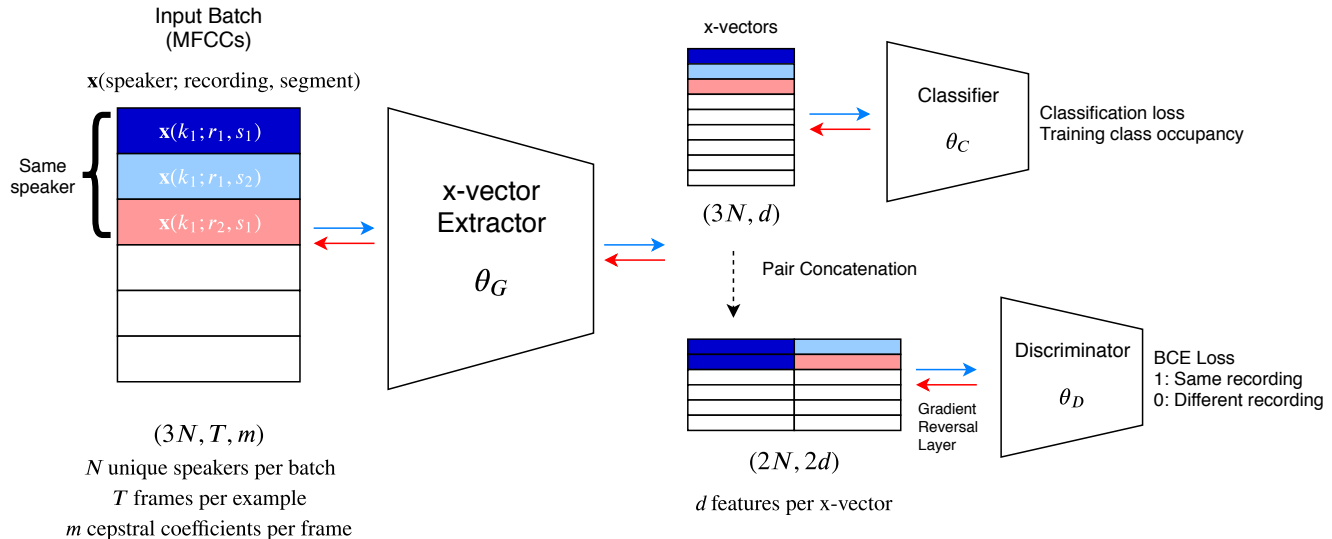 Input Batch
(MFCCs)
x(speaker; recording, segment)
Same
speaker
x(k₁; r₁, s₁)
x(k₁; r₁, s₂)
x(k₁; r₂, s₁)
(3N, T, m)
N unique speakers per batch
T frames per example
m cepstral coefficients per frame
x-vector
Extractor
θ_G
x-vectors
(3N, d)
Classifier
θ_C
Classification loss
Training class occupancy
Pair Concatenation
(2N, 2d)
d features per x-vector
Gradient
Reversal
Layer
Discriminator
θ_D
BCE Loss
1: Same recording
0: Different recording